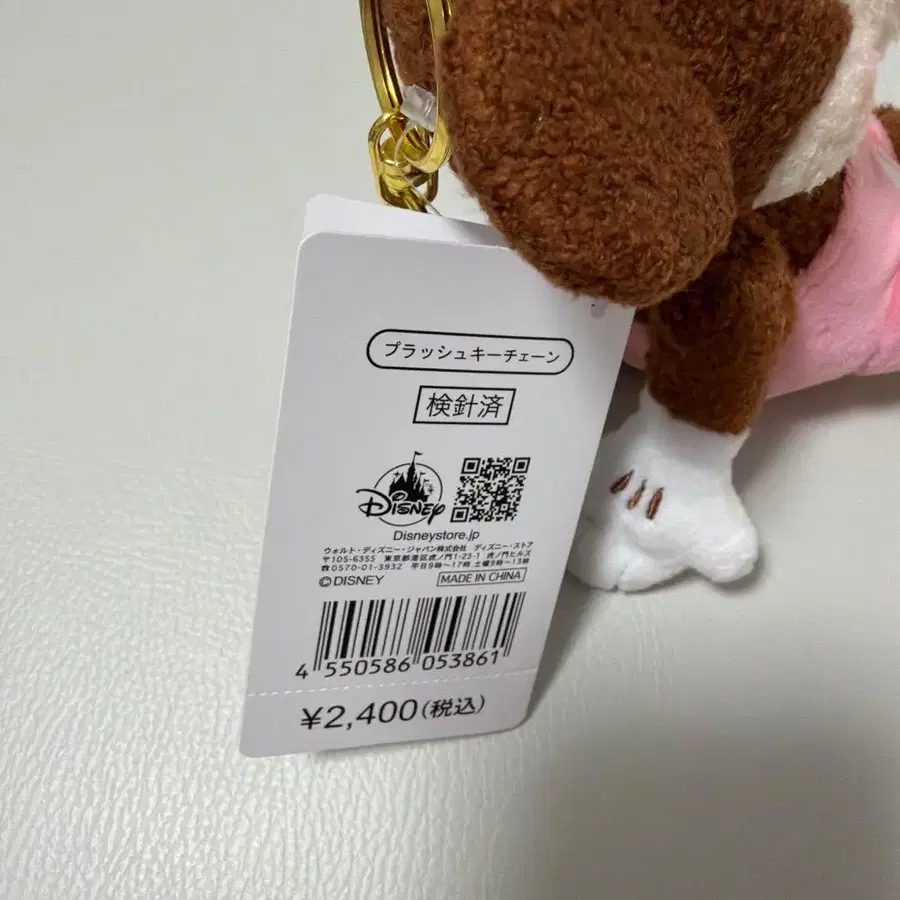 プラッシュキーチェーン
検針済
Disney
Disneystore.jp
ウォルト・ディズニー・ジャパン株式会社 ディズニー・ストア
〒105-6355 東京都港区虎ノ門1-23-1 虎ノ門ヒルズ
☎0570-01-3932 平日9時〜17時 土曜9時〜13時
©DISNEY MADE IN CHINA
4 550586 053861
¥2,400(税込)